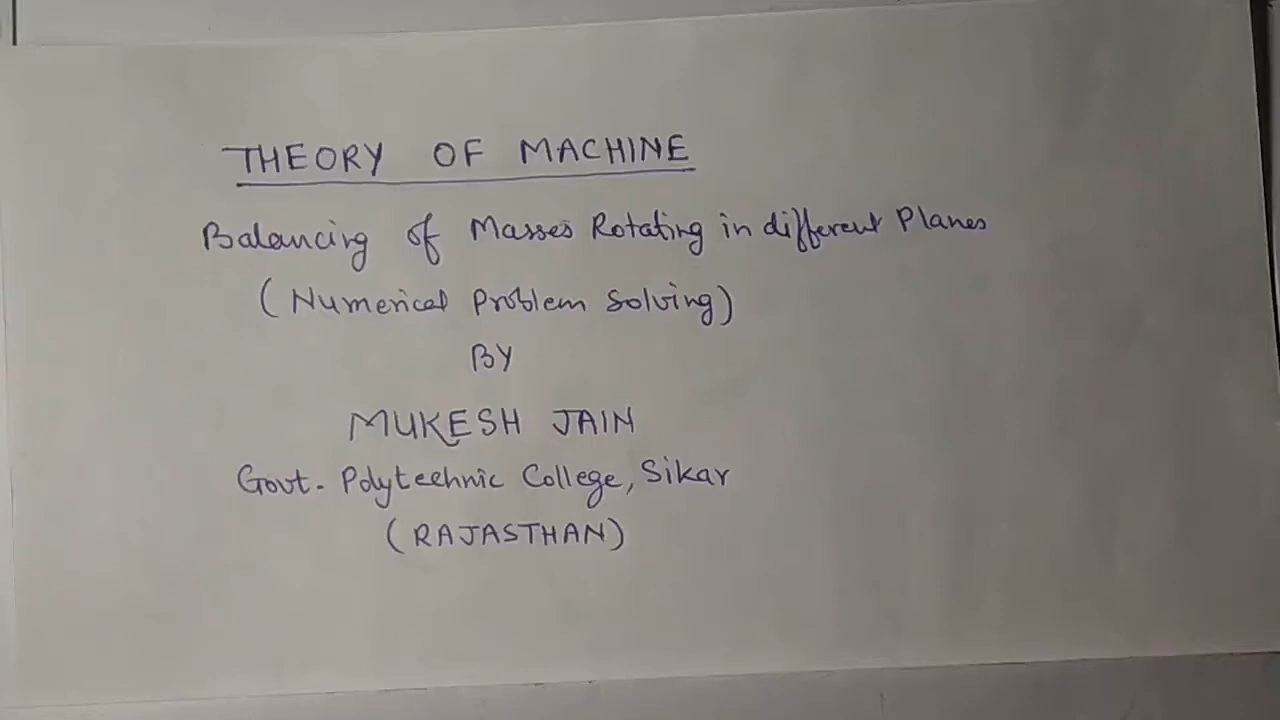 THEORY OF MACHINE
Balancing of Masses Rotating in different Planes
(Numerical Problem Solving)
BY
MUKESH JAIN
Govt. Polytechnic College, Sikar
(RAJASTHAN)